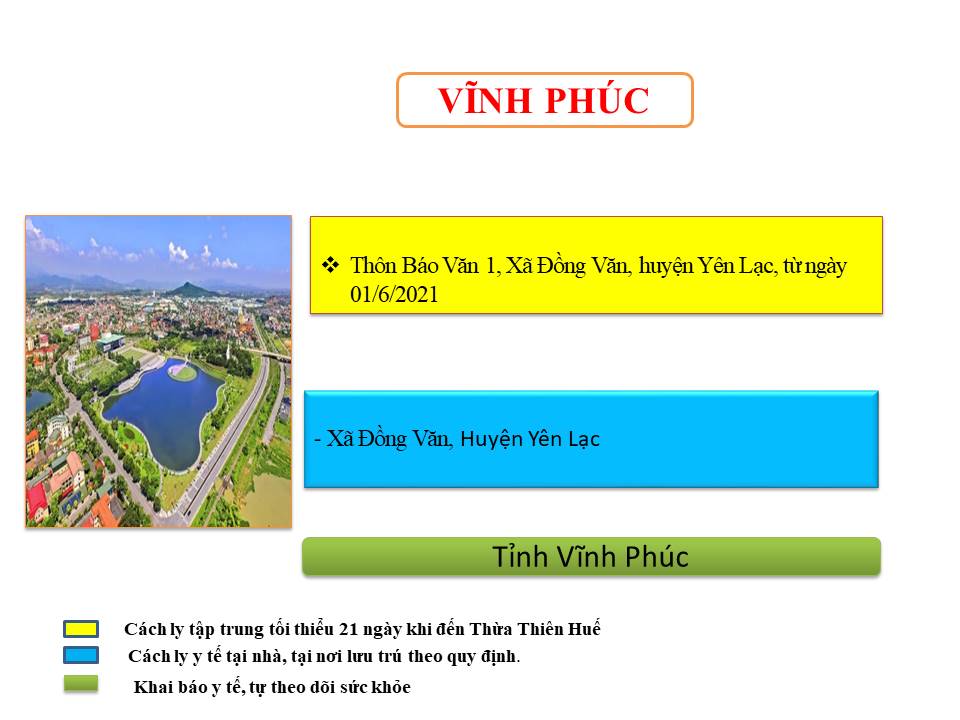 VĨNH PHÚC
❖ Thôn Báo Văn 1, Xã Đồng Văn, huyện Yên Lạc, từ ngày
01/6/2021
- Xã Đồng Văn, Huyện Yên Lạc
Tỉnh Vĩnh Phúc
Cách ly tập trung tối thiểu 21 ngày khi đến Thừa Thiên Huế
Cách ly y tế tại nhà, tại nơi lưu trú theo quy định.
Khai báo y tế, tự theo dõi sức khỏe